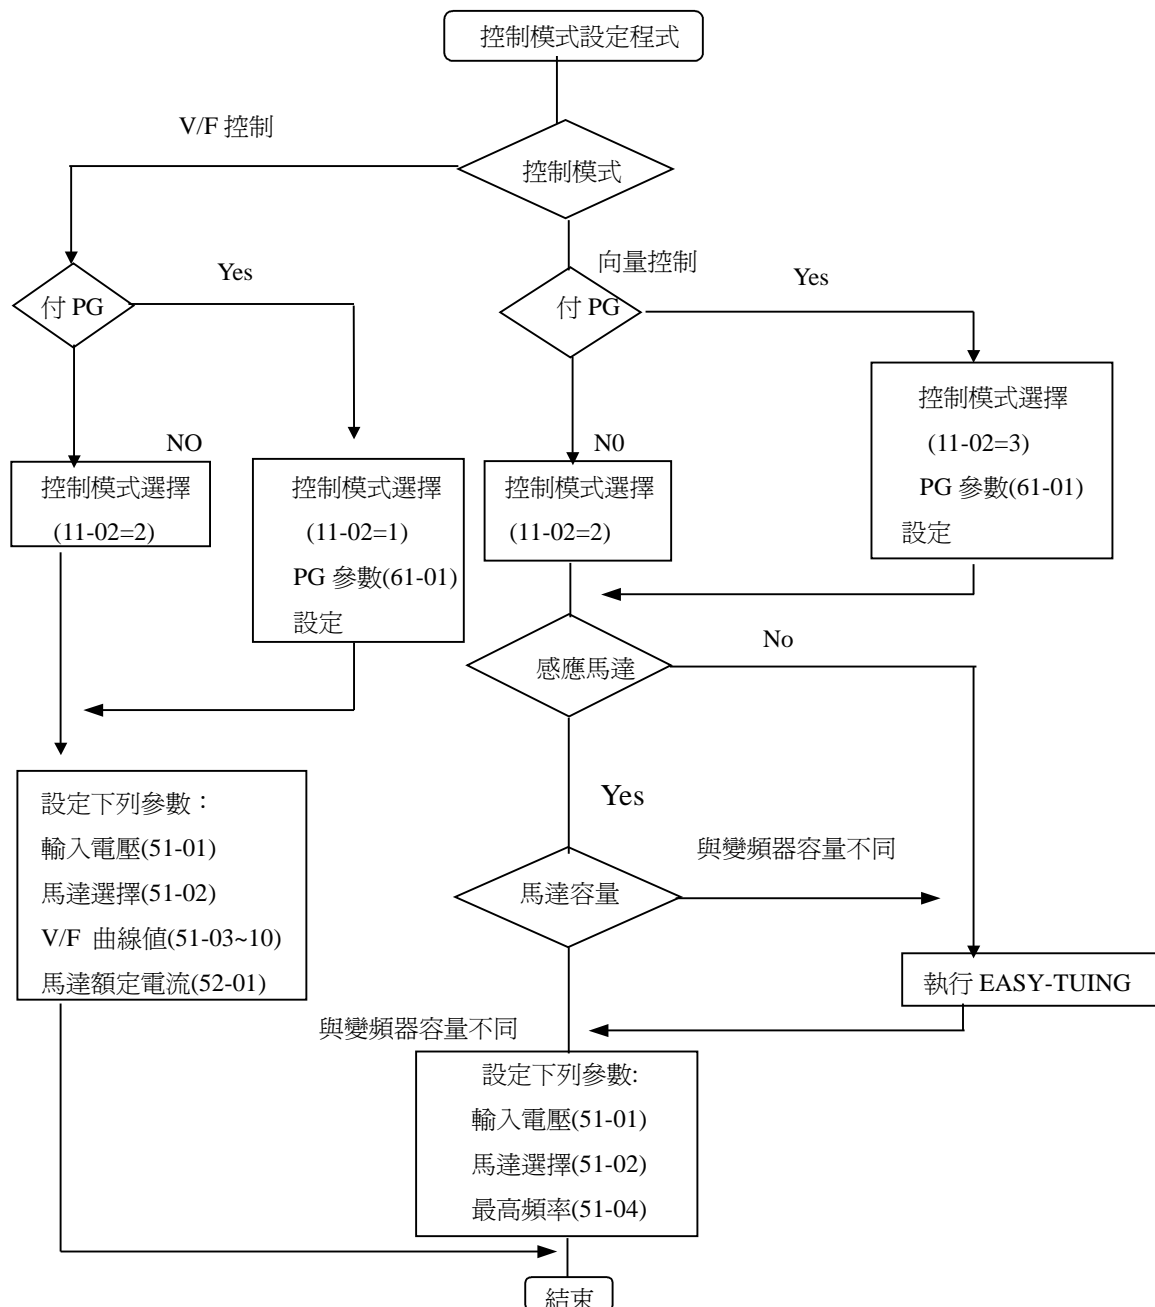 控制模式設定程式
V/F 控制
控制模式
向量控制
付 PG
Yes
付 PG
Yes
NO
控制模式選擇
(11-02=2)
控制模式選擇
(11-02=1)
PG 參數(61-01)
設定
N0
控制模式選擇
(11-02=2)
控制模式選擇
(11-02=3)
PG 參數(61-01)
設定
感應馬達
No
Yes
設定下列參數：
輸入電壓(51-01)
馬達選擇(51-02)
V/F 曲線值(51-03~10)
馬達額定電流(52-01)
馬達容量
與變頻器容量不同
執行 EASY-TUING
與變頻器容量不同
設定下列參數:
輸入電壓(51-01)
馬達選擇(51-02)
最高頻率(51-04)
結束